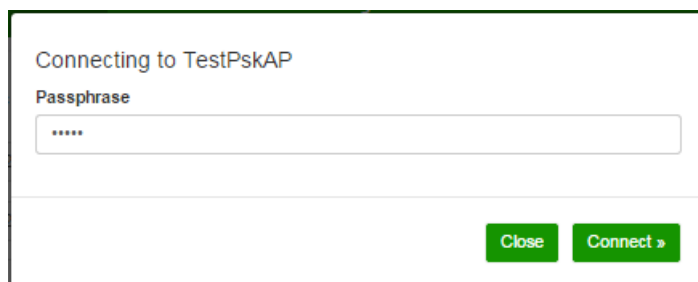 Connecting to TestPskAP
Passphrase
•••••
Close
Connect »